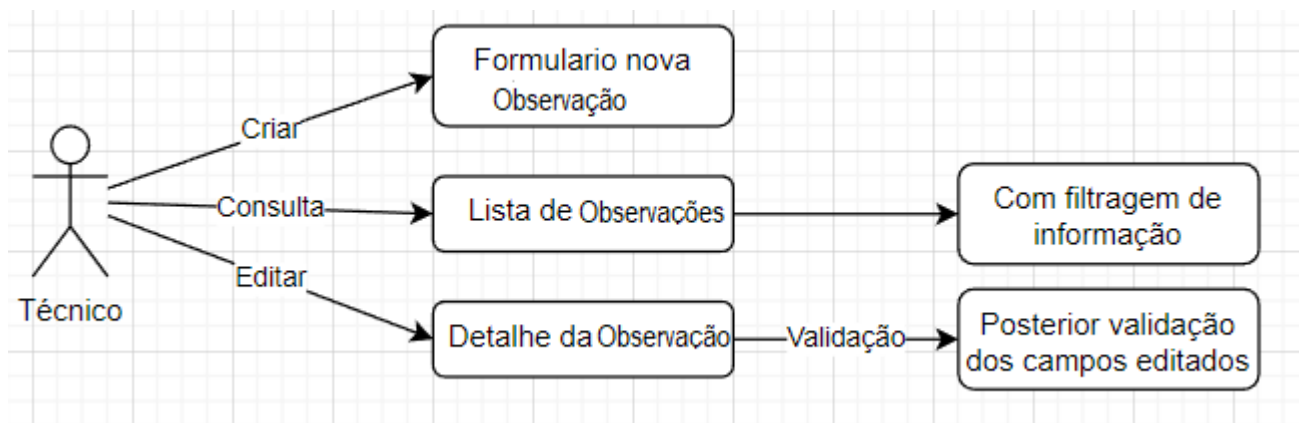 Formulario nova
Observação
Criar
Consulta
Lista de Observações
Com filtragem de
informação
Editar
Técnico
Detalhe da Observação
Validação
Posterior validação
dos campos editados